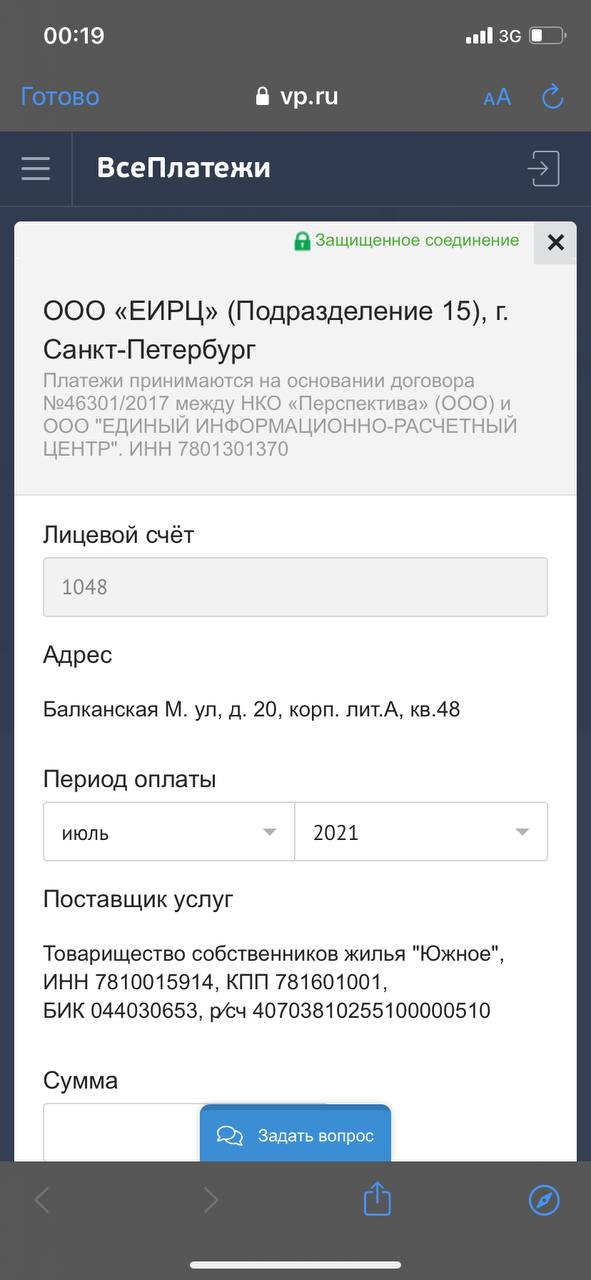 00:19
3G
Готово
vp.ru
AA
ВсеПлатежи
Защищенное соединение
ООО «ЕИРЦ» (Подразделение 15), г.
Санкт-Петербург
Платежи принимаются на основании договора
№46301/2017 между НКО «Перспектива» (ООО) и
ООО "ЕДИНЫЙ ИНФОРМАЦИОННО-РАСЧЕТНЫЙ
ЦЕНТР". ИНН 7801301370
Лицевой счёт
1048
Адрес
Балканская М. ул, д. 20, корп. лит.А, кв.48
Период оплаты
июль
2021
Поставщик услуг
Товарищество собственников жилья "Южное",
ИНН 7810015914, КПП 781601001,
БИК 044030653, р⁄сч 40703810255100000510
Сумма
Задать вопрос